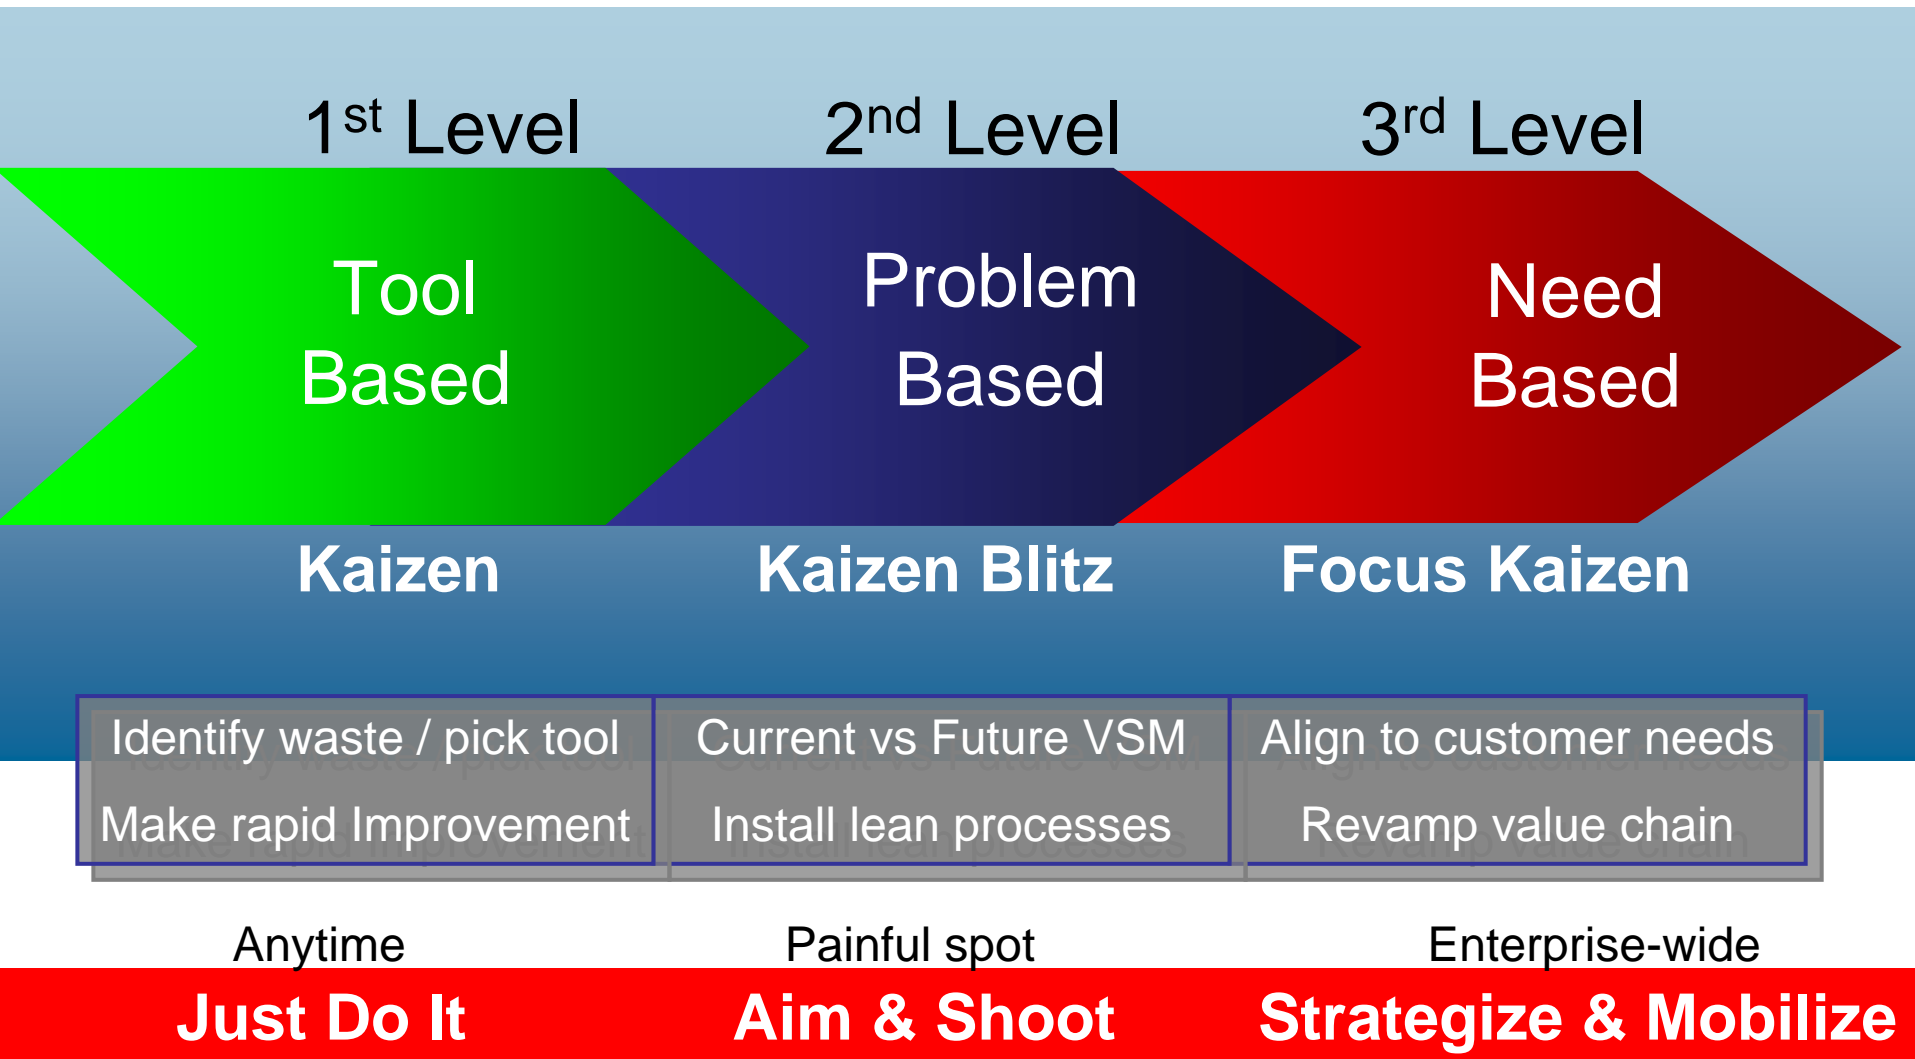 1st Level 2nd Level 3rd Level
Tool Problem Need
Based Based Based
Kaizen Kaizen Blitz Focus Kaizen
Identify waste / pick tool Current vs Future VSM Align to customer needs
Make rapid Improvement Install lean processes Revamp value chain
Anytime Painful spot Enterprise-wide
Just Do It Aim & Shoot Strategize & Mobilize